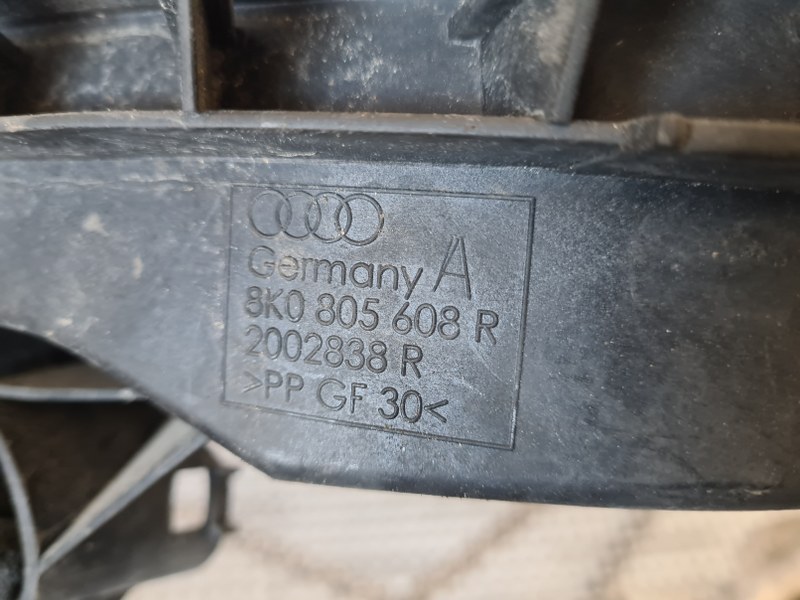 Germany A
8K0 805 608 R
2002838 R
>PP GF 30<